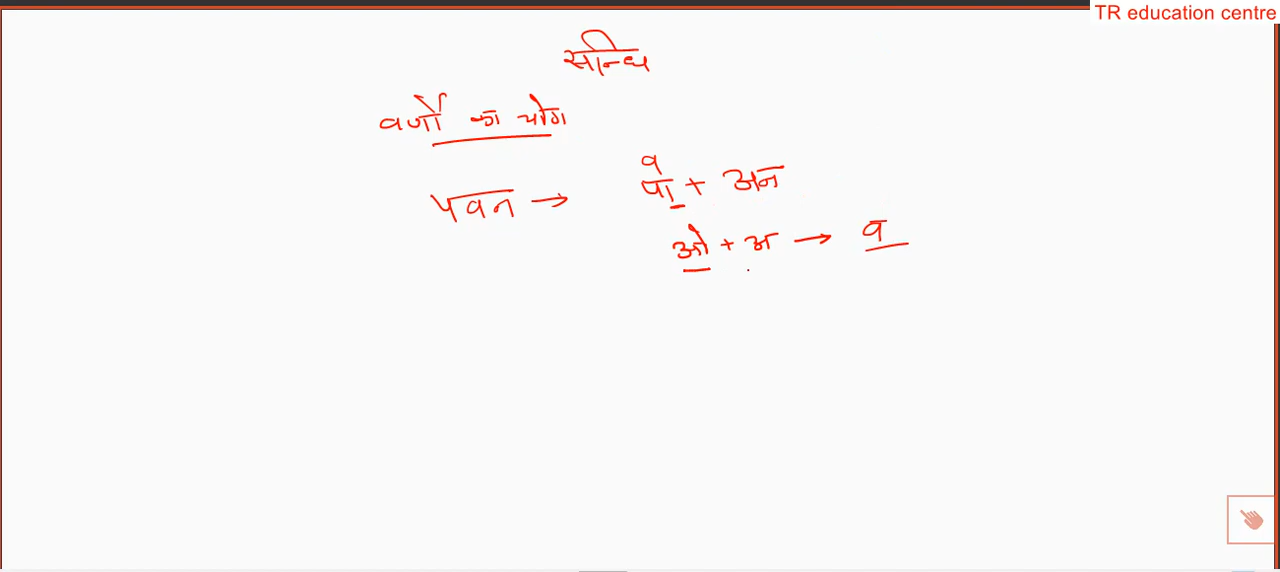 TR education centre
सन्धि
वर्णों का योग
व
पवन → पा + अन
ओ + अ → व